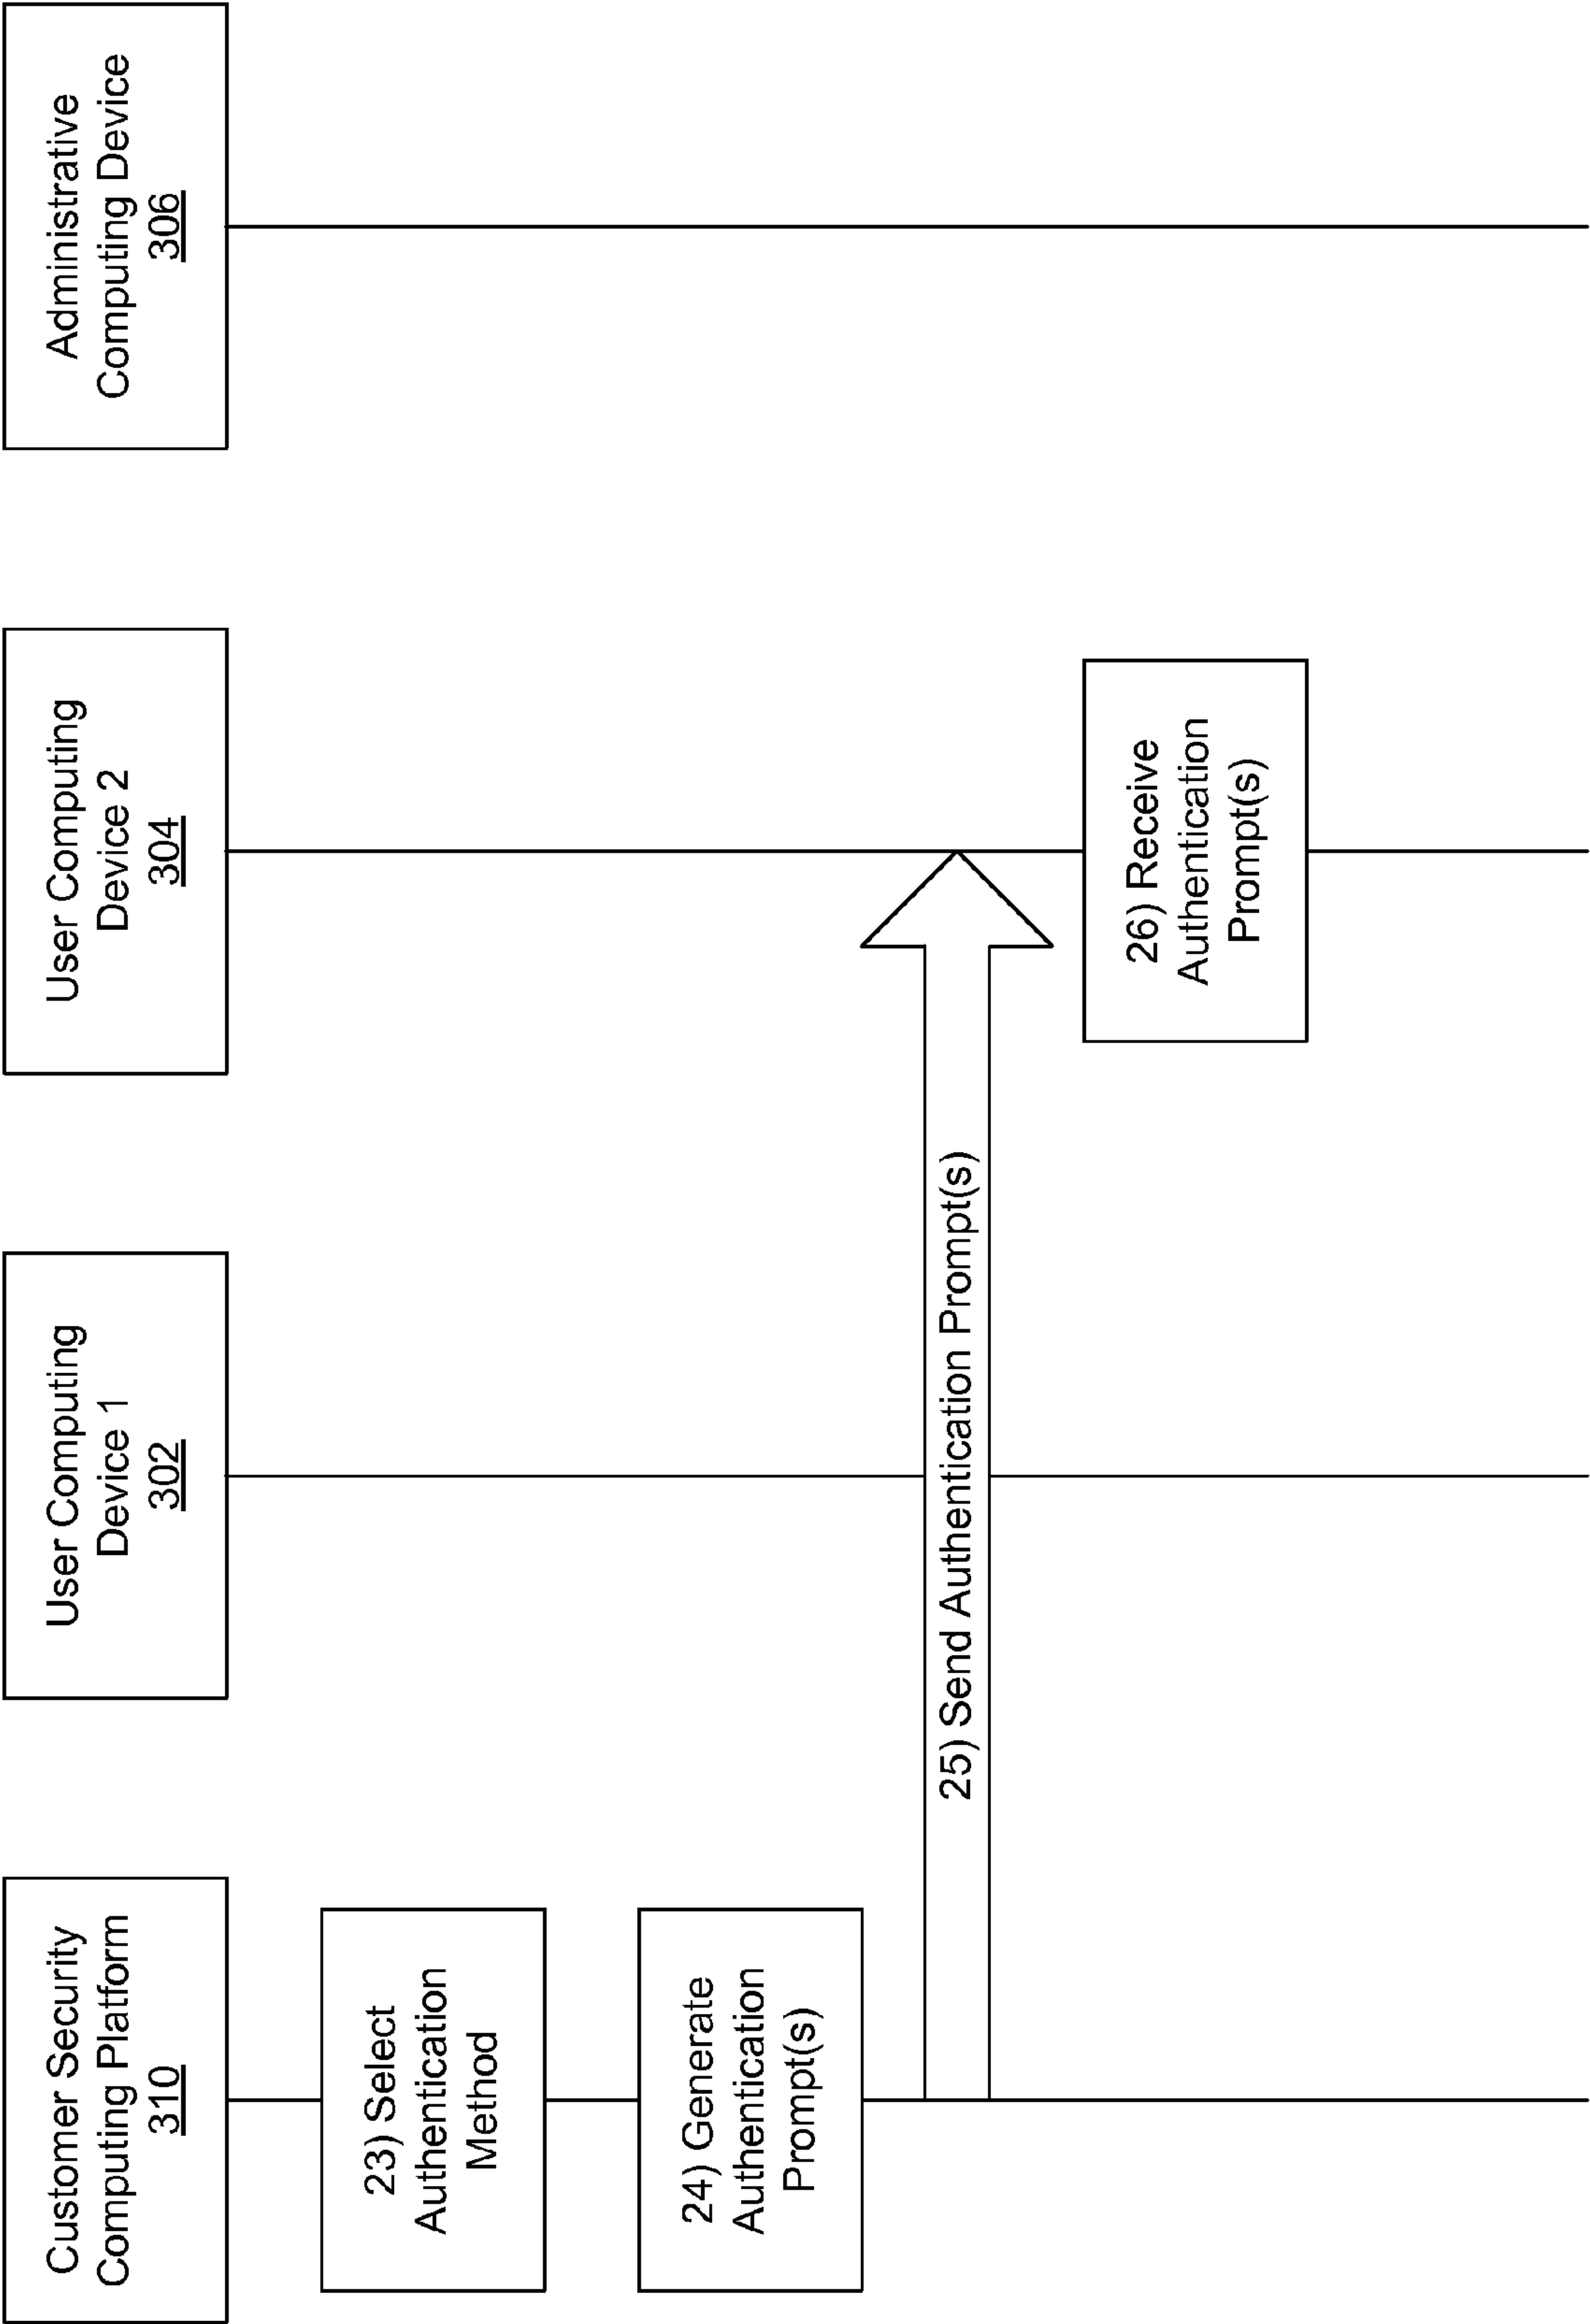 Customer Security
Computing Platform
310
User Computing
Device 1
302
User Computing
Device 2
304
Administrative
Computing Device
306
23) Select
Authentication
Method
24) Generate
Authentication
Prompt(s)
25) Send Authentication Prompt(s)
26) Receive
Authentication
Prompt(s)